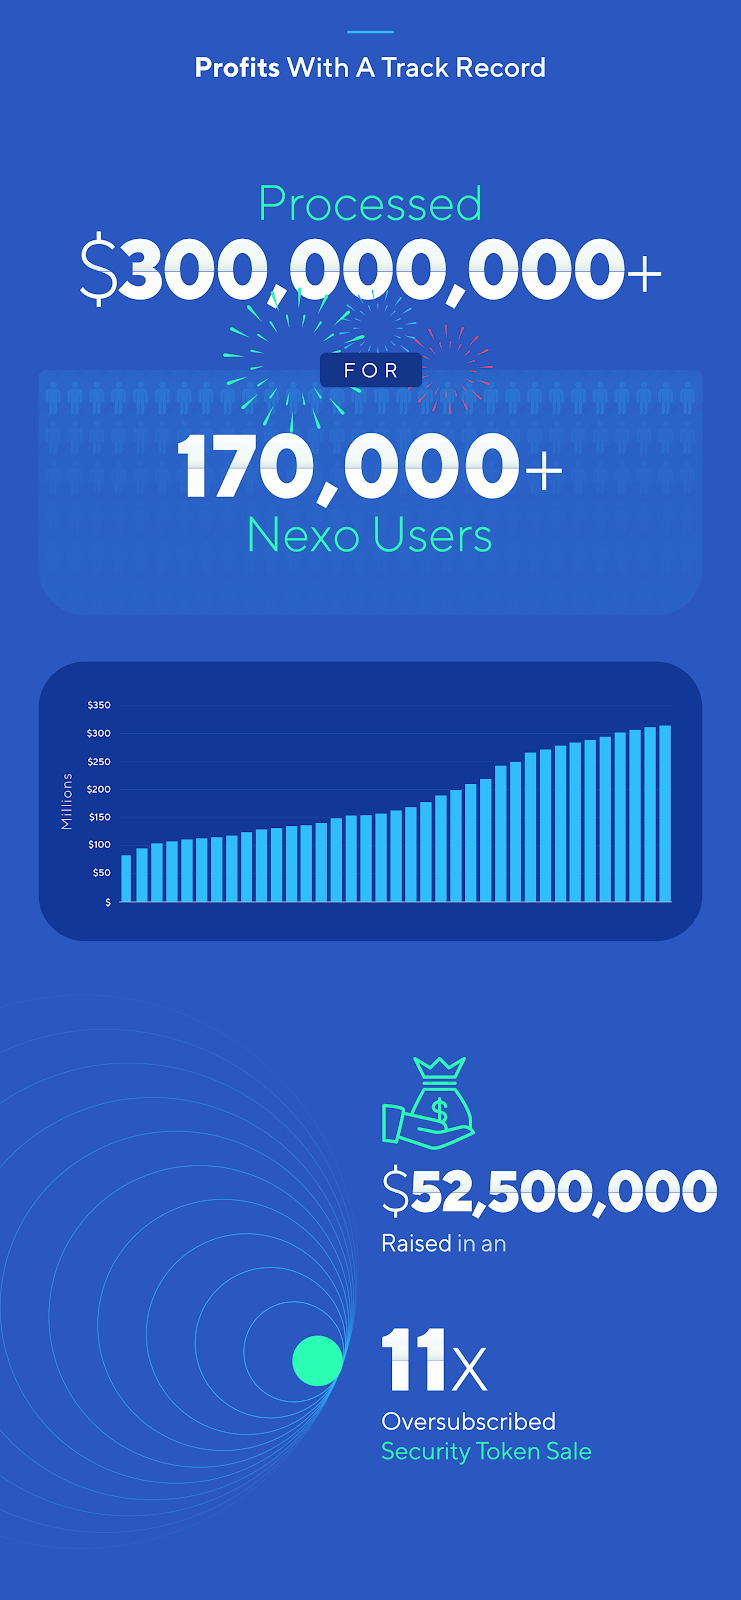 Profits With A Track Record
Processed
$300,000,000+
FOR
170,000+
Nexo Users
Millions
$350
$300
$250
$200
$150
$100
$50
$
$
$52,500,000
Raised in an
11x
Oversubscribed
Security Token Sale